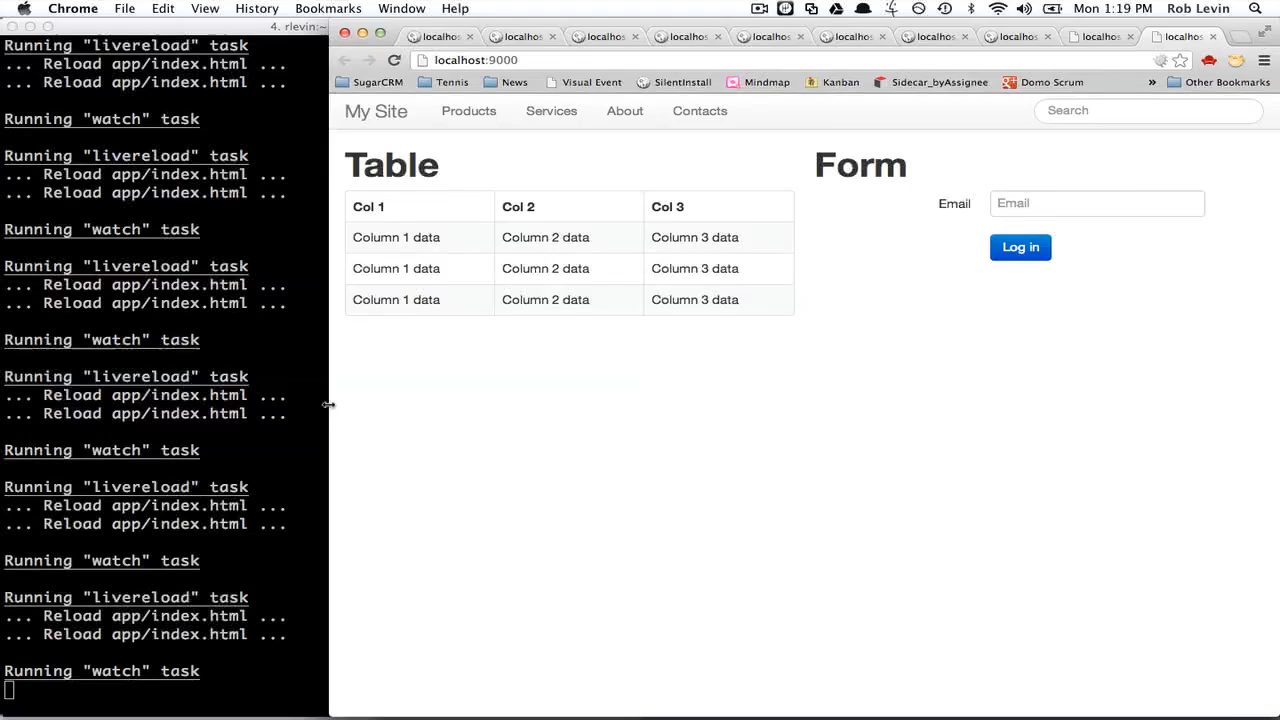 Chrome File Edit View History Bookmarks Window Help Mon 1:19 PM Rob Levin
4. rlevin:~
localhos localhos localhos localhos localhos localhos localhos localhos localhos localhos
localhost:9000
SugarCRM Tennis News Visual Event SilentInstall Mindmap Kanban Sidecar_byAssignee Domo Scrum » Other Bookmarks
My Site Products Services About Contacts Search
Table
Col 1 Col 2 Col 3
Column 1 data Column 2 data Column 3 data
Column 1 data Column 2 data Column 3 data
Column 1 data Column 2 data Column 3 data
Form
Email Email
Log in
Running "livereload" task
... Reload app/index.html ...
... Reload app/index.html ...
Running "watch" task
Running "livereload" task
... Reload app/index.html ...
... Reload app/index.html ...
Running "watch" task
Running "livereload" task
... Reload app/index.html ...
... Reload app/index.html ...
Running "watch" task
Running "livereload" task
... Reload app/index.html ...
... Reload app/index.html ...
Running "watch" task
Running "livereload" task
... Reload app/index.html ...
... Reload app/index.html ...
Running "watch" task
Running "livereload" task
... Reload app/index.html ...
... Reload app/index.html ...
Running "watch" task